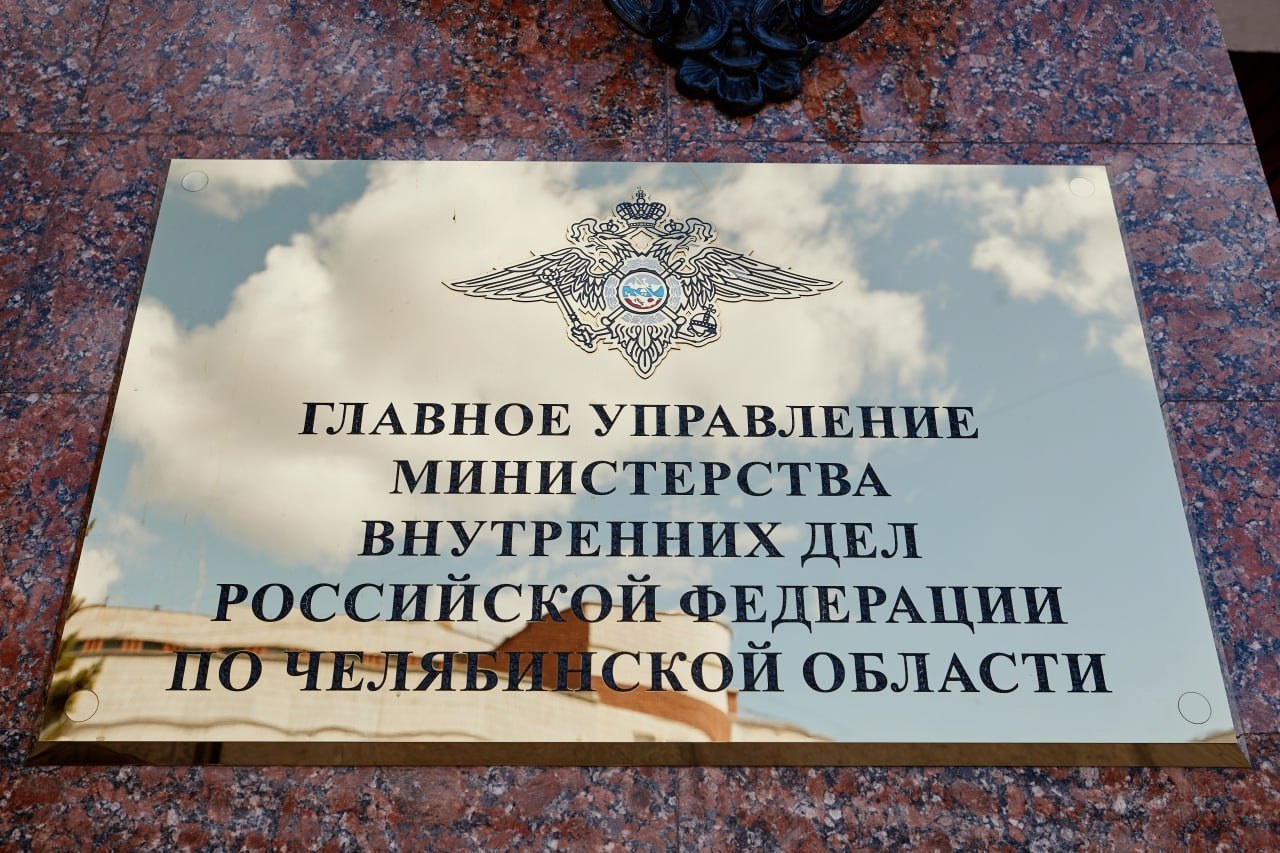 ГЛАВНОЕ УПРАВЛЕНИЕ
МИНИСТЕРСТВА
ВНУТРЕННИХ ДЕЛ
РОССИЙСКОЙ ФЕДЕРАЦИИ
ПО ЧЕЛЯБИНСКОЙ ОБЛАСТИ